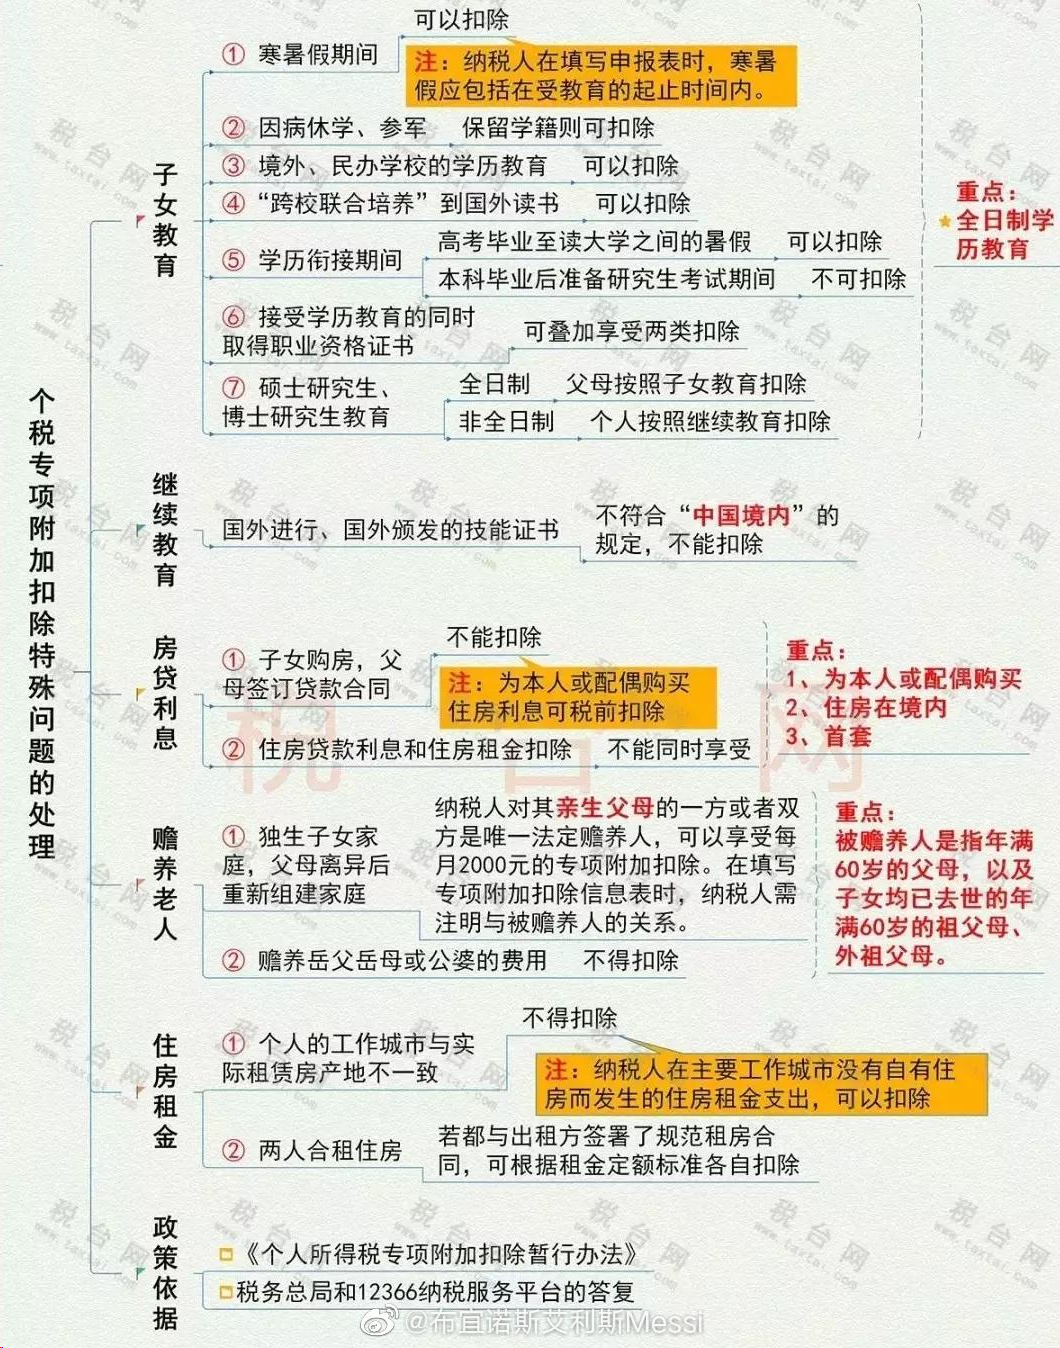 个税专项附加扣除特殊问题的处理
子女教育
① 寒暑假期间
可以扣除
注：纳税人在填写申报表时，寒暑
假应包括在受教育的起止时间内。
② 因病休学、参军
保留学籍则可扣除
③ 境外、民办学校的学历教育
可以扣除
④ “跨校联合培养”到国外读书
可以扣除
⑤ 学历衔接期间
高考毕业至读大学之间的暑假
可以扣除
本科毕业后准备研究生考试期间
不可扣除
⑥ 接受学历教育的同时
取得职业资格证书
可叠加享受两类扣除
⑦ 硕士研究生、
博士研究生教育
全日制
父母按照子女教育扣除
非全日制
个人按照继续教育扣除
重点：
全日制学
历教育
继续教育
国外进行、国外颁发的技能证书
不符合“中国境内”的
规定，不能扣除
房贷利息
① 子女购房，父
母签订贷款合同
不能扣除
注：为本人或配偶购买
住房利息可税前扣除
② 住房贷款利息和住房租金扣除
不能同时享受
重点：
1、为本人或配偶购买
2、住房在境内
3、首套
赡养老人
① 独生子女家
庭，父母离异后
重新组建家庭
纳税人对其亲生父母的一方或者双
方是唯一法定赡养人，可以享受每
月2000元的专项附加扣除。在填写
专项附加扣除信息表时，纳税人需
注明与被赡养人的关系。
② 赡养岳父岳母或公婆的费用
不得扣除
重点：
被赡养人是指年满
60岁的父母，以及
子女均已去世的年
满60岁的祖父母、
外祖父母。
住房租金
① 个人的工作城市与实
际租赁房产地不一致
不得扣除
注：纳税人在主要工作城市没有自有住
房而发生的住房租金支出，可以扣除
② 两人合租住房
若都与出租方签署了规范租房合
同，可根据租金定额标准各自扣除
政策依据
《个人所得税专项附加扣除暂行办法》
税务总局和12366纳税服务平台的答复
税台网
www.taxtai.com
@布宜诺斯艾利斯Messi